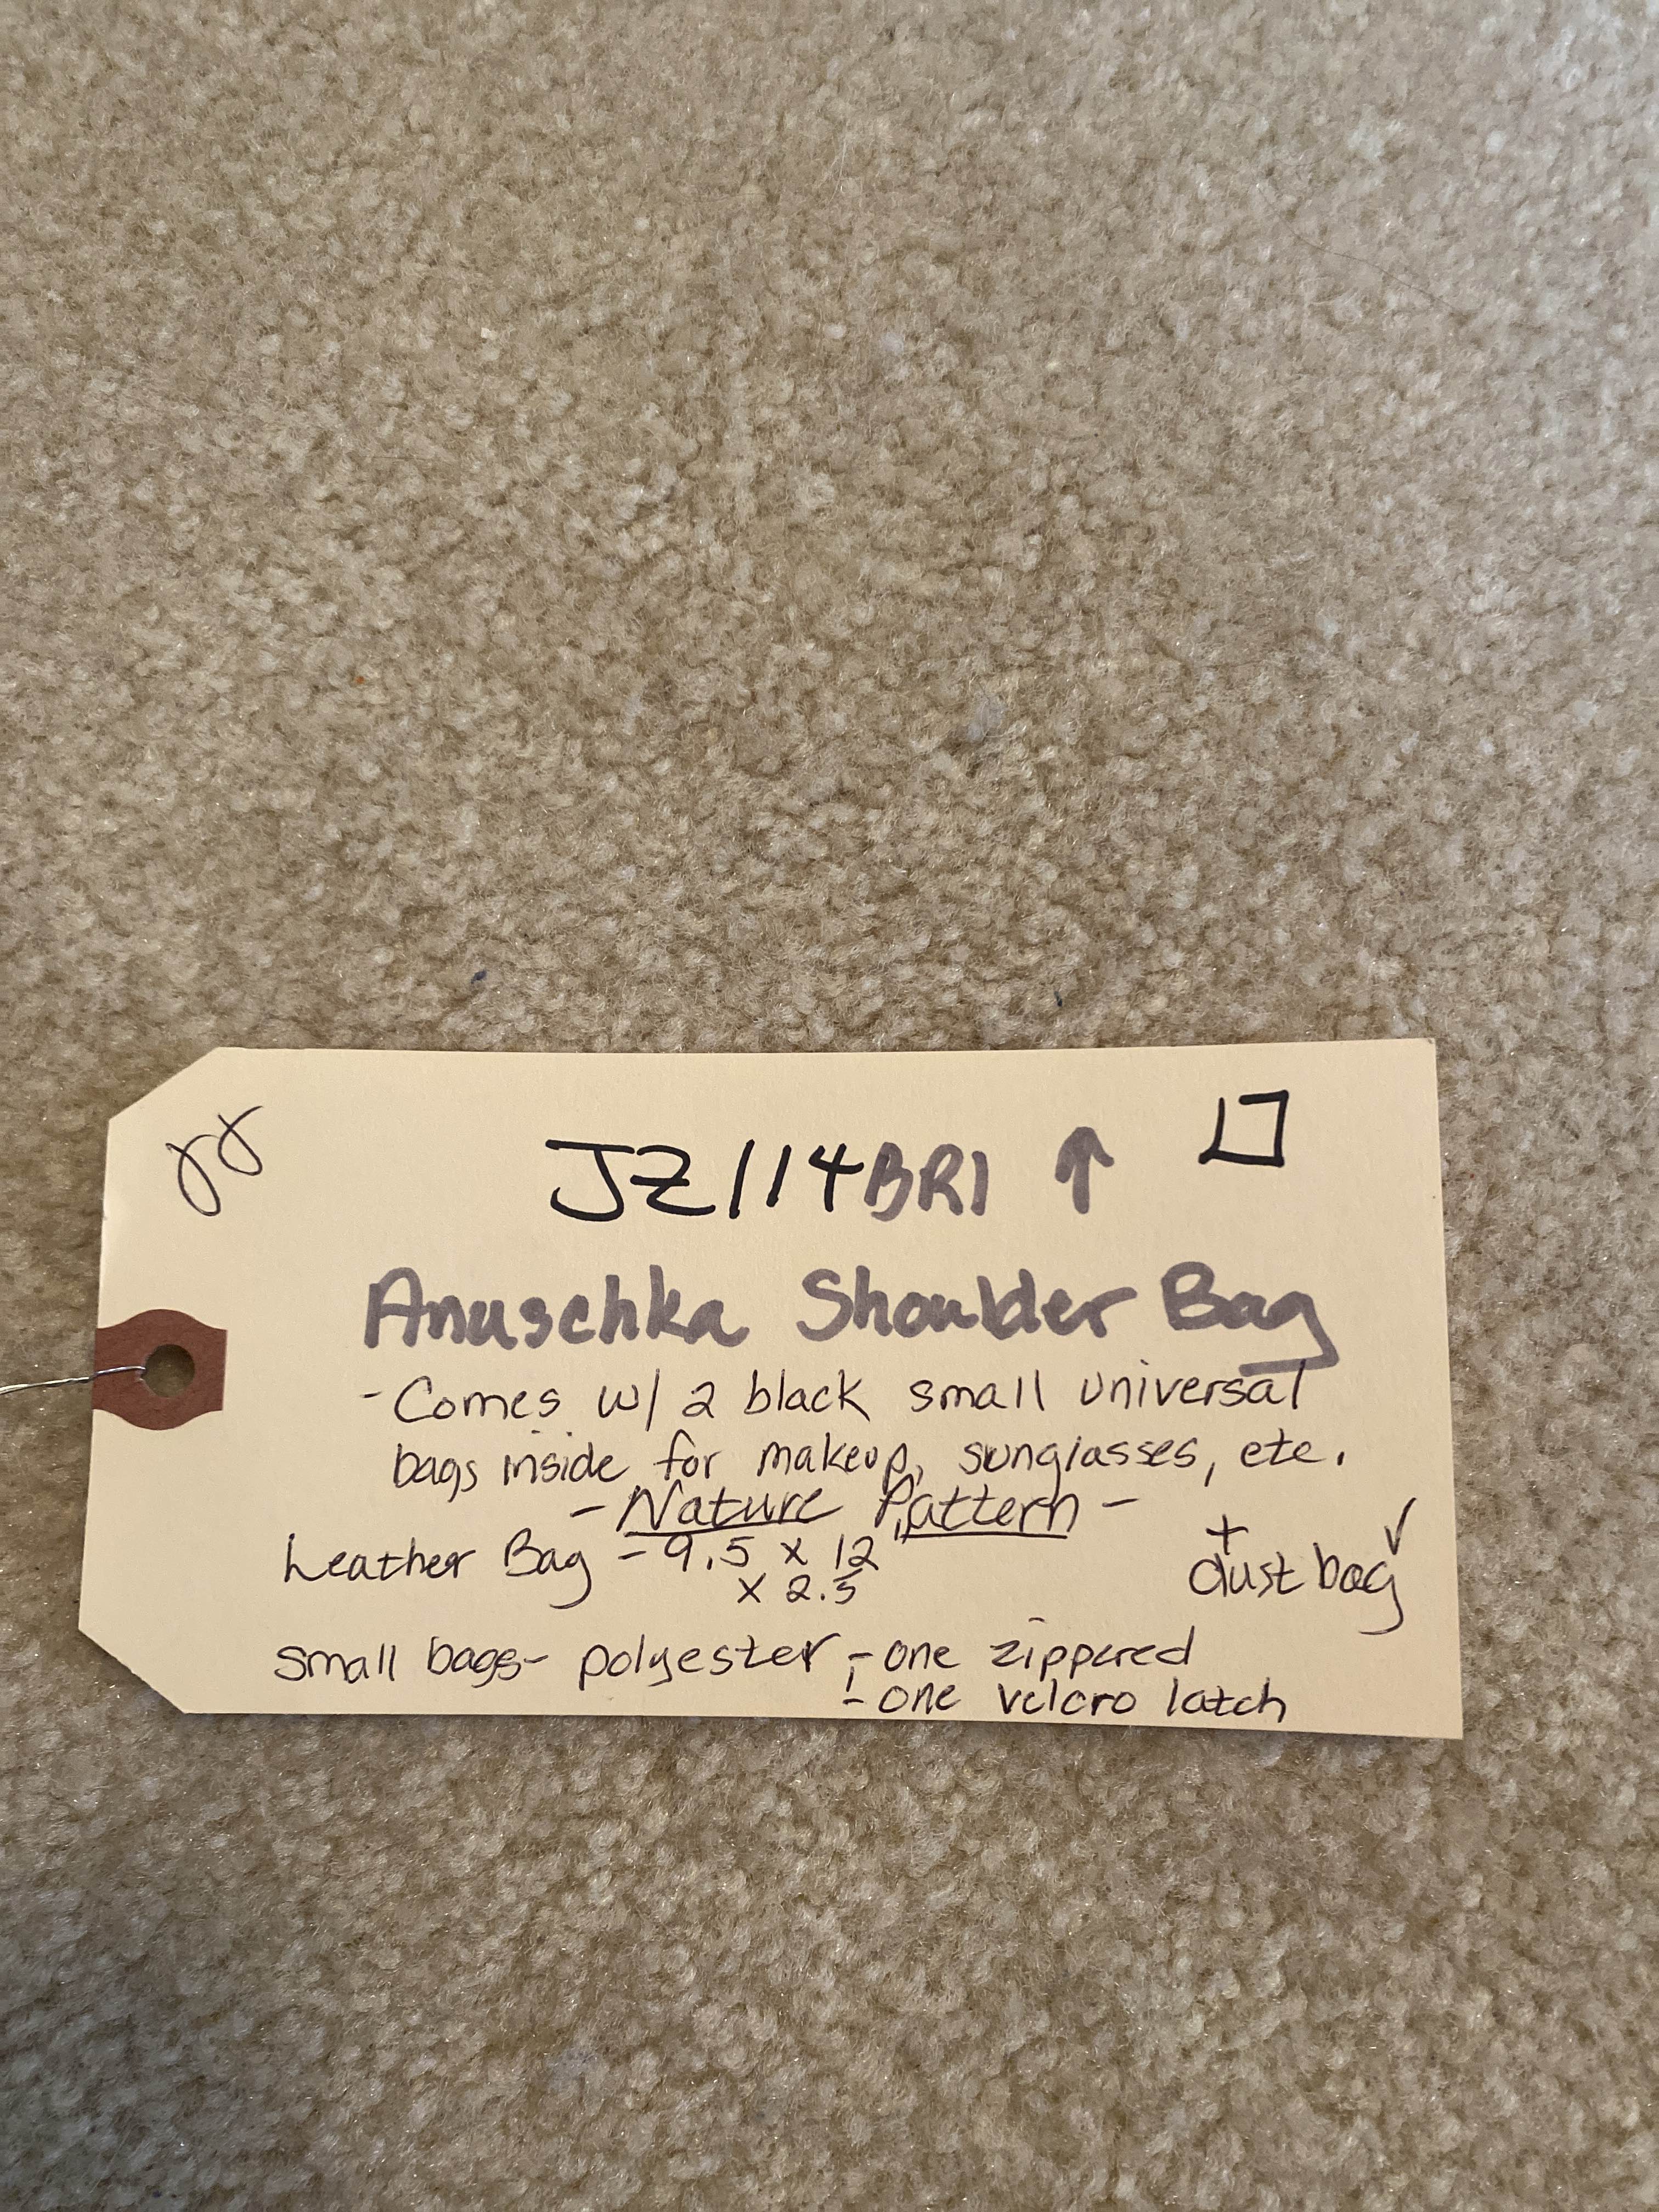 JZ114BR1 ↑
Anuschka Shoulder Bag
- Comes w/ 2 black small universal
bags inside for makeup, sunglasses, etc.
- Nature Pattern -
Leather Bag - 9.5 x 12
x 2.5
+
dust bag ✓
small bags - polyester - one zippered
- one velcro latch